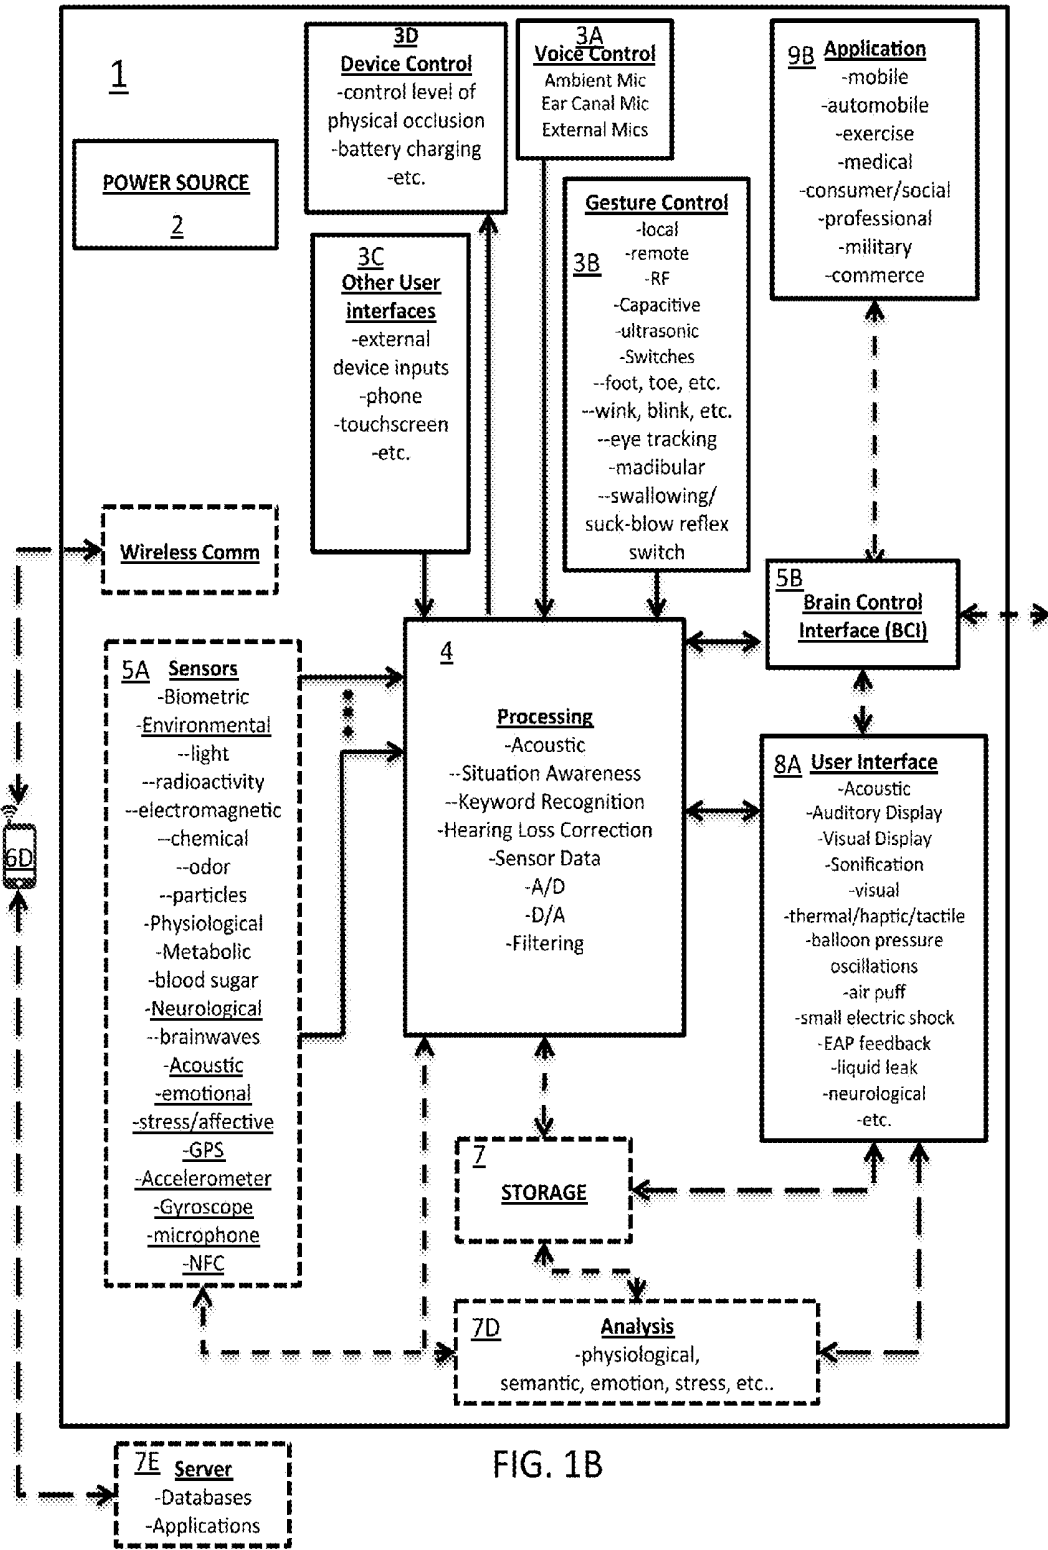 1
POWER SOURCE
2
3D
Device Control
-control level of
physical occlusion
-battery charging
-etc.
3A
Voice Control
Ambient Mic
Ear Canal Mic
External Mics
9B Application
-mobile
-automobile
-exercise
-medical
-consumer/social
-professional
-military
-commerce
3C
Other User
interfaces
-external
device inputs
-phone
-touchscreen
-etc.
Gesture Control
-local
3B -remote
-RF
-Capacitive
-ultrasonic
-Switches
--foot, toe, etc.
--wink, blink, etc.
--eye tracking
-madibular
--swallowing/
suck-blow reflex
switch
Wireless Comm
5B
Brain Control
Interface (BCI)
5A Sensors
-Biometric
-Environmental
--light
--radioactivity
--electromagnetic
--chemical
--odor
--particles
-Physiological
-Metabolic
-blood sugar
-Neurological
--brainwaves
-Acoustic
-emotional
-stress/affective
-GPS
-Accelerometer
-Gyroscope
-microphone
-NFC
4
Processing
-Acoustic
--Situation Awareness
--Keyword Recognition
-Hearing Loss Correction
-Sensor Data
-A/D
-D/A
-Filtering
8A User Interface
-Acoustic
-Auditory Display
-Visual Display
-Sonification
-visual
-thermal/haptic/tactile
-balloon pressure
oscillations
-air puff
-small electric shock
-EAP feedback
-liquid leak
-neurological
-etc.
6D
7
STORAGE
7D Analysis
-physiological,
semantic, emotion, stress, etc..
7E Server
-Databases
-Applications
FIG. 1B